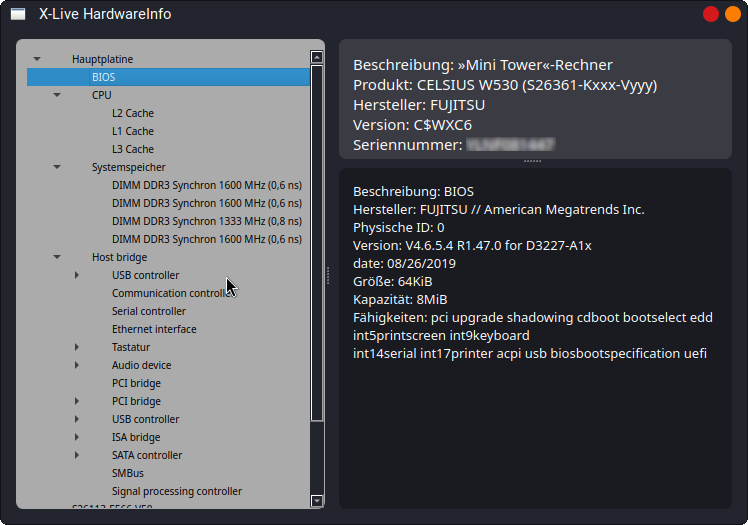 X-Live HardwareInfo
Hauptplatine
BIOS
CPU
L2 Cache
L1 Cache
L3 Cache
Systemspeicher
DIMM DDR3 Synchron 1600 MHz (0,6 ns)
DIMM DDR3 Synchron 1600 MHz (0,6 ns)
DIMM DDR3 Synchron 1333 MHz (0,8 ns)
DIMM DDR3 Synchron 1600 MHz (0,6 ns)
Host bridge
USB controller
Communication controller
Serial controller
Ethernet interface
Tastatur
Audio device
PCI bridge
PCI bridge
USB controller
ISA bridge
SATA controller
SMBus
Signal processing controller
Beschreibung: »Mini Tower«-Rechner
Produkt: CELSIUS W530 (S26361-Kxxx-Vyyy)
Hersteller: FUJITSU
Version: C$WXC6
Seriennummer:
Beschreibung: BIOS
Hersteller: FUJITSU // American Megatrends Inc.
Physische ID: 0
Version: V4.6.5.4 R1.47.0 for D3227-A1x
date: 08/26/2019
Größe: 64KiB
Kapazität: 8MiB
Fähigkeiten: pci upgrade shadowing cdboot bootselect edd
int5printscreen int9keyboard
int14serial int17printer acpi usb biosbootspecification uefi